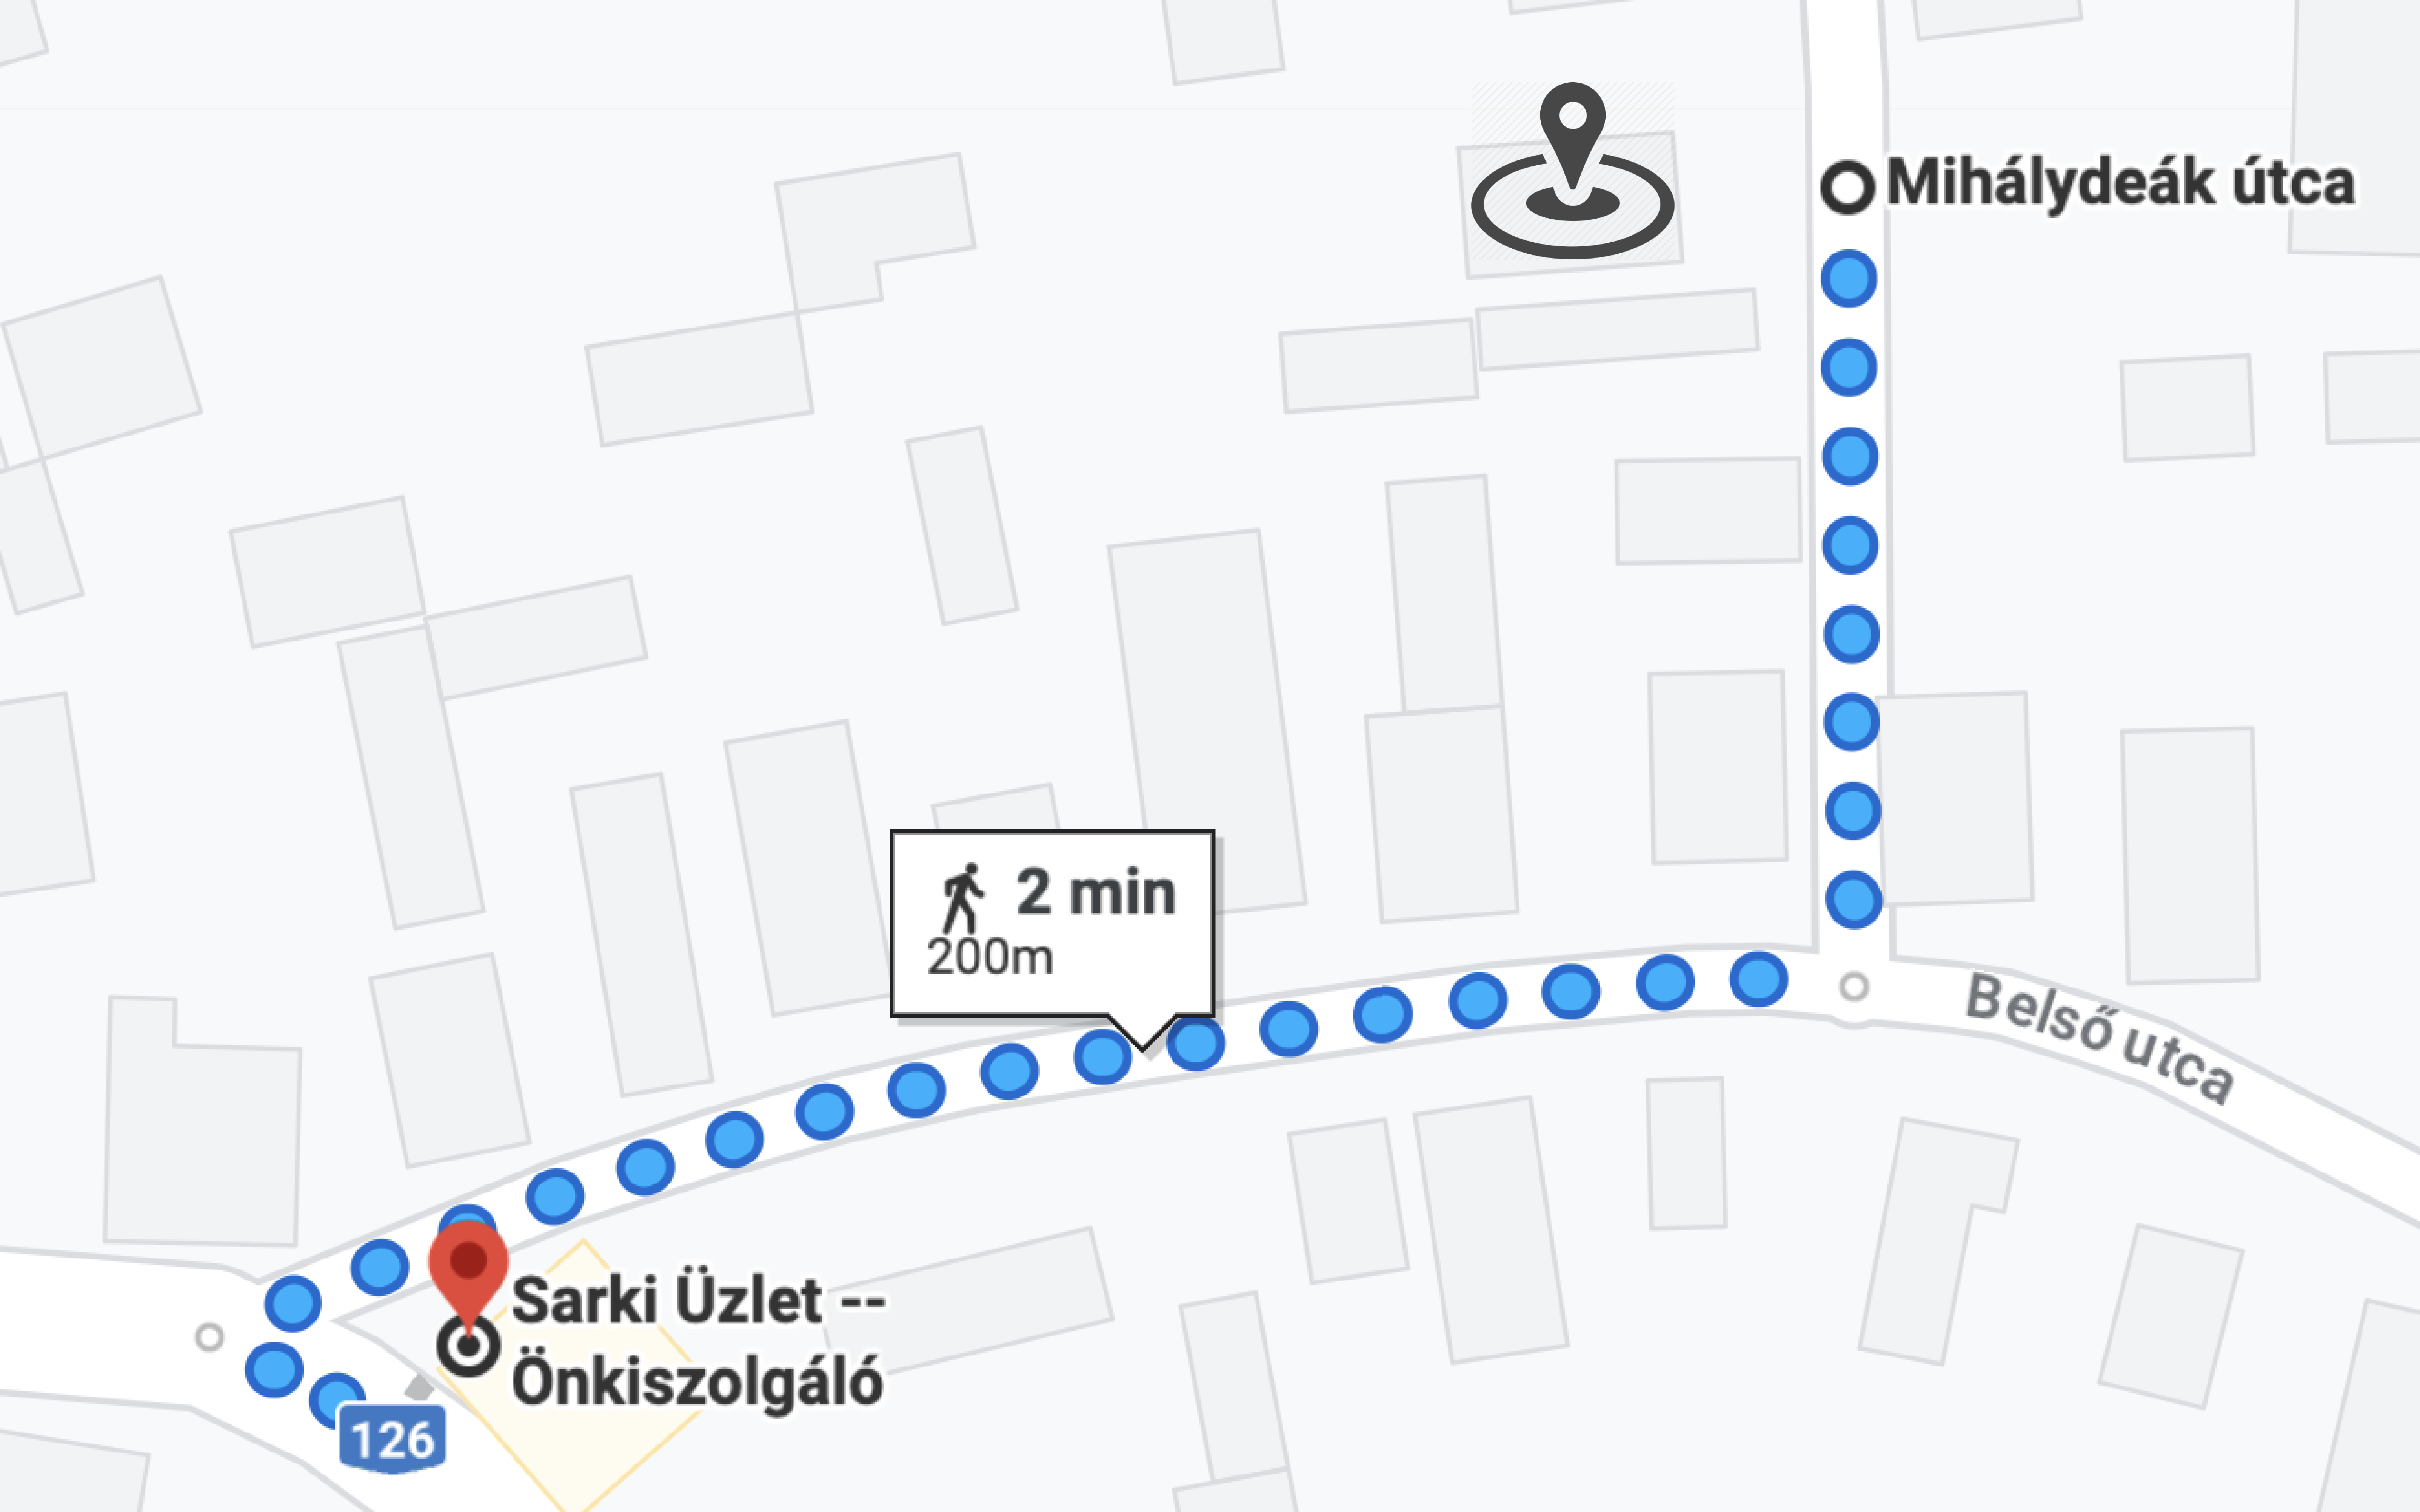 Mihálydeák útca
2 min
200m
Belső utca
Sarki Üzlet --
Önkiszolgáló
126